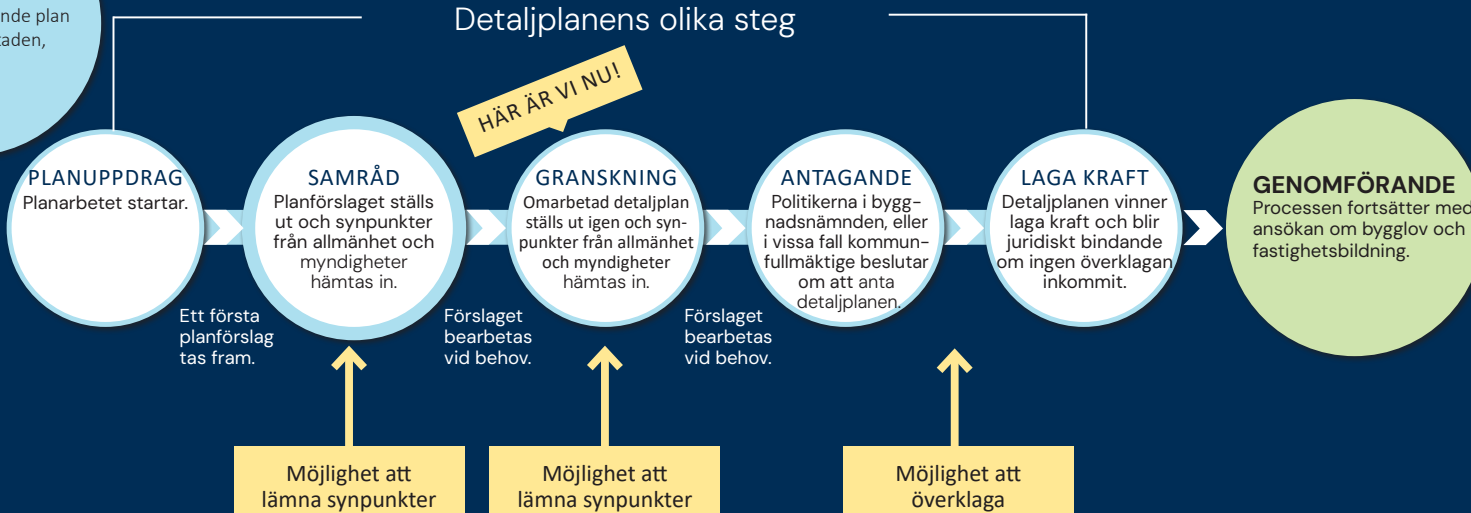 nde plan
aden,
Detaljplanens olika steg
HÄR ÄR VI NU!
PLANUPPDRAG
Planarbetet startar.
Ett första
planförslag
tas fram.
SAMRÅD
Planförslaget ställs
ut och synpunkter
från allmänhet och
myndigheter
hämtas in.
Förslaget
bearbetas
vid behov.
GRANSKNING
Omarbetad detaljplan
ställs ut igen och syn-
punkter från allmänhet
och myndigheter
hämtas in.
Förslaget
bearbetas
vid behov.
ANTAGANDE
Politikerna i bygg-
nadsnämnden, eller
i vissa fall kommun-
fullmäktige beslutar
om att anta
detaljplanen.
LAGA KRAFT
Detaljplanen vinner
laga kraft och blir
juridiskt bindande
om ingen överklagan
inkommit.
GENOMFÖRANDE
Processen fortsätter med
ansökan om bygglov och
fastighetsbildning.
Möjlighet att
lämna synpunkter
Möjlighet att
lämna synpunkter
Möjlighet att
överklaga